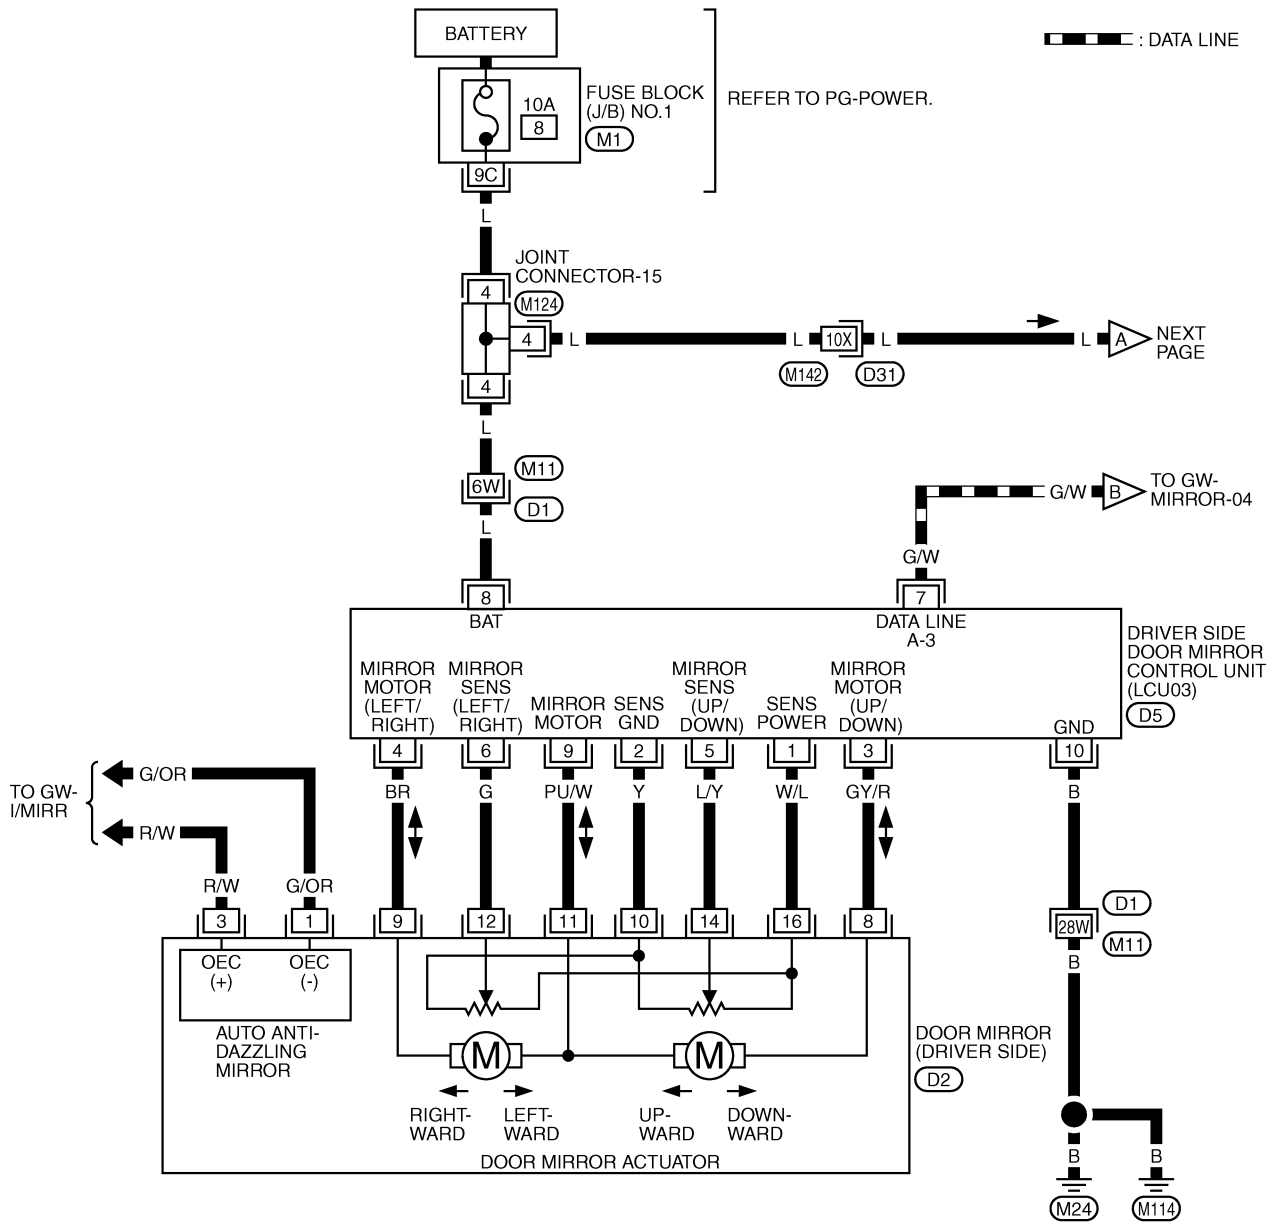 BATTERY
: DATA LINE
10A
8
FUSE BLOCK
(J/B) NO.1
M1
REFER TO PG-POWER.
9C
L
JOINT
CONNECTOR-15
M124
4
4
L
L
10X
L
L
A
NEXT
PAGE
M142
D31
4
L
M11
6W
D1
L
G/W
B
TO GW-
MIRROR-04
G/W
8
7
BAT
DATA LINE
A-3
DRIVER SIDE
DOOR MIRROR
CONTROL UNIT
(LCU03)
D5
MIRROR
MOTOR
(LEFT/
RIGHT)
MIRROR
SENS
(LEFT/
RIGHT)
MIRROR
MOTOR
SENS
GND
MIRROR
SENS
(UP/
DOWN)
SENS
POWER
MIRROR
MOTOR
(UP/
DOWN)
GND
4
6
9
2
5
1
3
10
TO GW-
I/MIRR
G/OR
R/W
BR
G
PU/W
Y
L/Y
W/L
GY/R
B
R/W
G/OR
D1
28W
M11
B
3
1
9
12
11
10
14
16
8
OEC
(+)
OEC
(-)
AUTO ANTI-
DAZZLING
MIRROR
M
M
DOOR MIRROR
(DRIVER SIDE)
D2
RIGHT-
WARD
LEFT-
WARD
UP-
WARD
DOWN-
WARD
DOOR MIRROR ACTUATOR
B
B
M24
M114